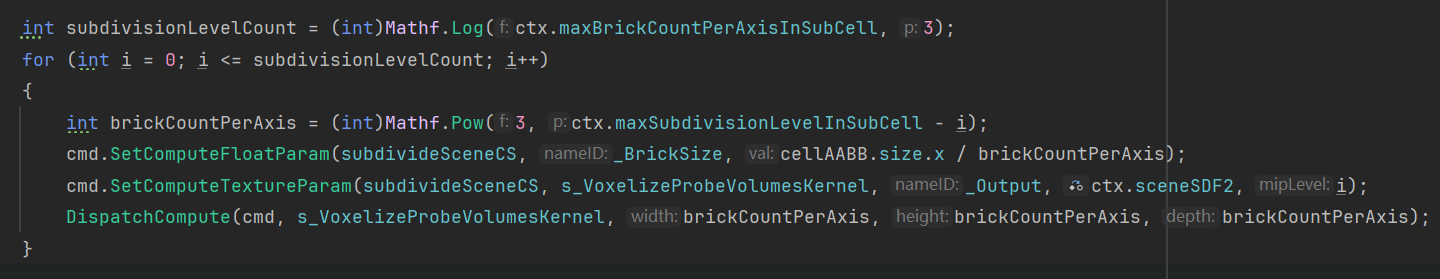 int subdivisionLevelCount = (int)Mathf.Log( f: ctx.maxBrickCountPerAxisInSubCell, p: 3);
for (int i = 0; i <= subdivisionLevelCount; i++)
{
    int brickCountPerAxis = (int)Mathf.Pow( f: 3, p: ctx.maxSubdivisionLevelInSubCell - i);
    cmd.SetComputeFloatParam(subdivideSceneCS, nameID: _BrickSize, val: cellAABB.size.x / brickCountPerAxis);
    cmd.SetComputeTextureParam(subdivideSceneCS, s_VoxelizeProbeVolumesKernel, nameID: _Output, ctx.sceneSDF2, mipLevel: i);
    DispatchCompute(cmd, s_VoxelizeProbeVolumesKernel, width: brickCountPerAxis, height: brickCountPerAxis, depth: brickCountPerAxis);
}